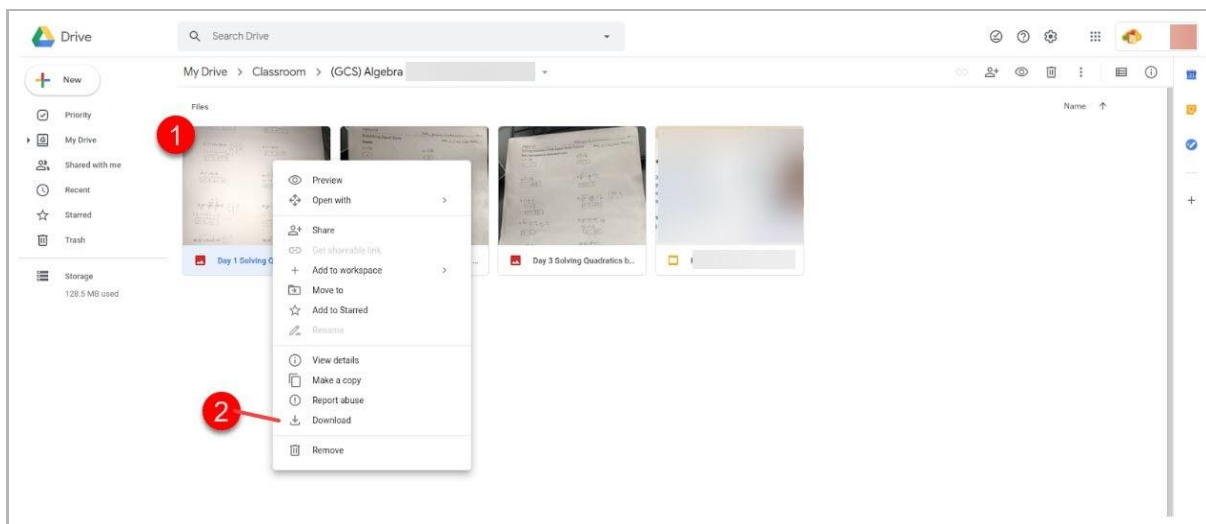 Drive
Search Drive
New
My Drive > Classroom > (GCS) Algebra
Priority
My Drive
Shared with me
Recent
Starred
Trash
Storage
128.5 MB used
Files
Name
1
Day 1 Solving Q
...
Day 3 Solving Quadratics b...
Preview
Open with
Share
Get shareable link
Add to workspace
Move to
Add to Starred
Rename
View details
Make a copy
Report abuse
2
Download
Remove